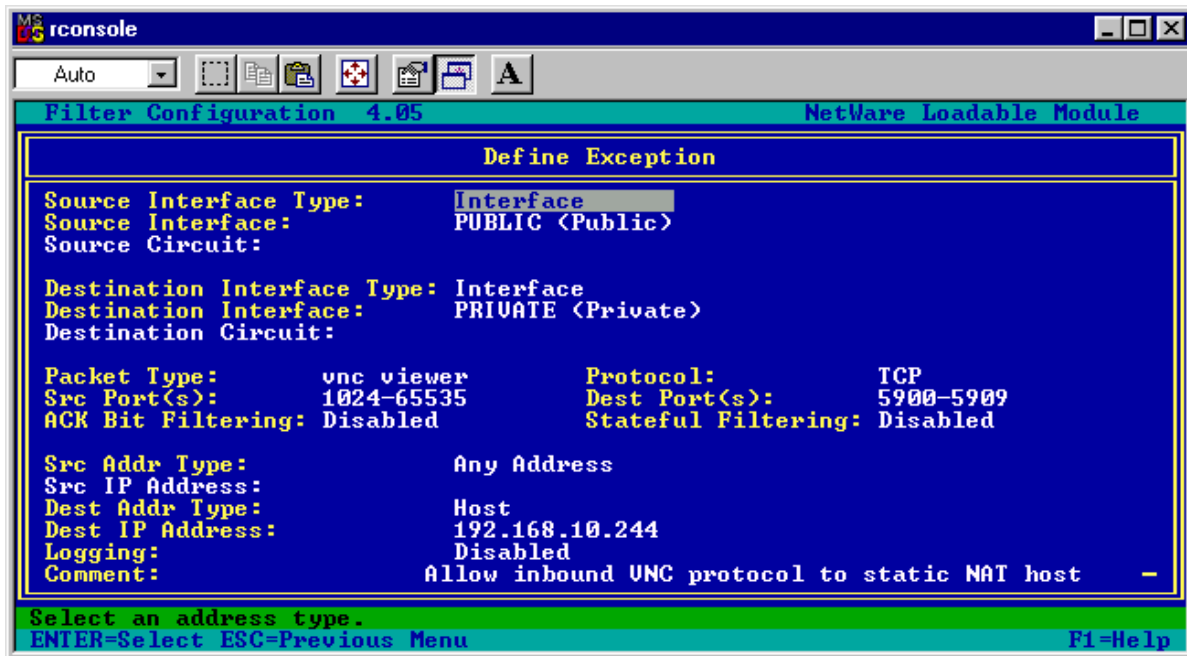 rconsole
Auto A
Filter Configuration 4.05 NetWare Loadable Module
Define Exception
Source Interface Type: Interface
Source Interface: PUBLIC (Public)
Source Circuit:
Destination Interface Type: Interface
Destination Interface: PRIVATE (Private)
Destination Circuit:
Packet Type: vnc viewer Protocol: TCP
Src Port(s): 1024-65535 Dest Port(s): 5900-5909
ACK Bit Filtering: Disabled Stateful Filtering: Disabled
Src Addr Type: Any Address
Src IP Address:
Dest Addr Type: Host
Dest IP Address: 192.168.10.244
Logging: Disabled
Comment: Allow inbound VNC protocol to static NAT host
Select an address type.
ENTER=Select ESC=Previous Menu F1=Help